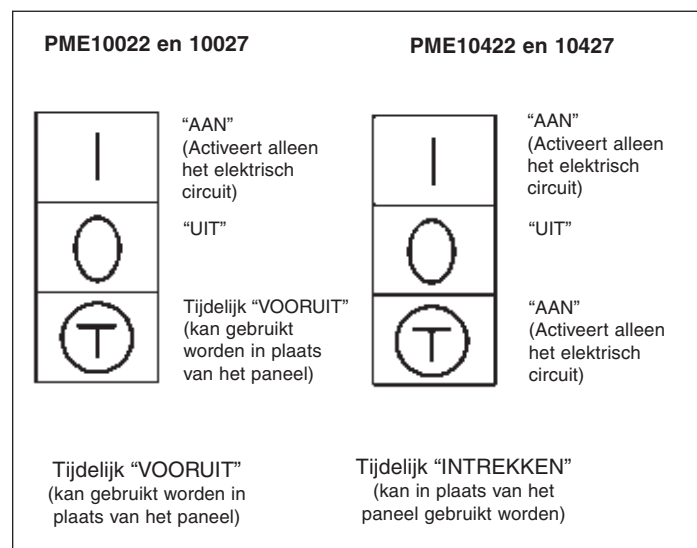 PME10022 en 10027
I
“AAN”
(Activeert alleen
het elektrisch
circuit)
O
“UIT”
T
Tijdelijk “VOORUIT”
(kan gebruikt
worden in plaats
van het paneel)
Tijdelijk “VOORUIT”
(kan gebruikt worden in
plaats van het paneel)
PME10422 en 10427
I
“AAN”
(Activeert alleen
het elektrisch
circuit)
O
“UIT”
T
“AAN”
(Activeert alleen
het elektrisch
circuit)
Tijdelijk “INTREKKEN”
(kan in plaats van het
paneel gebruikt worden)